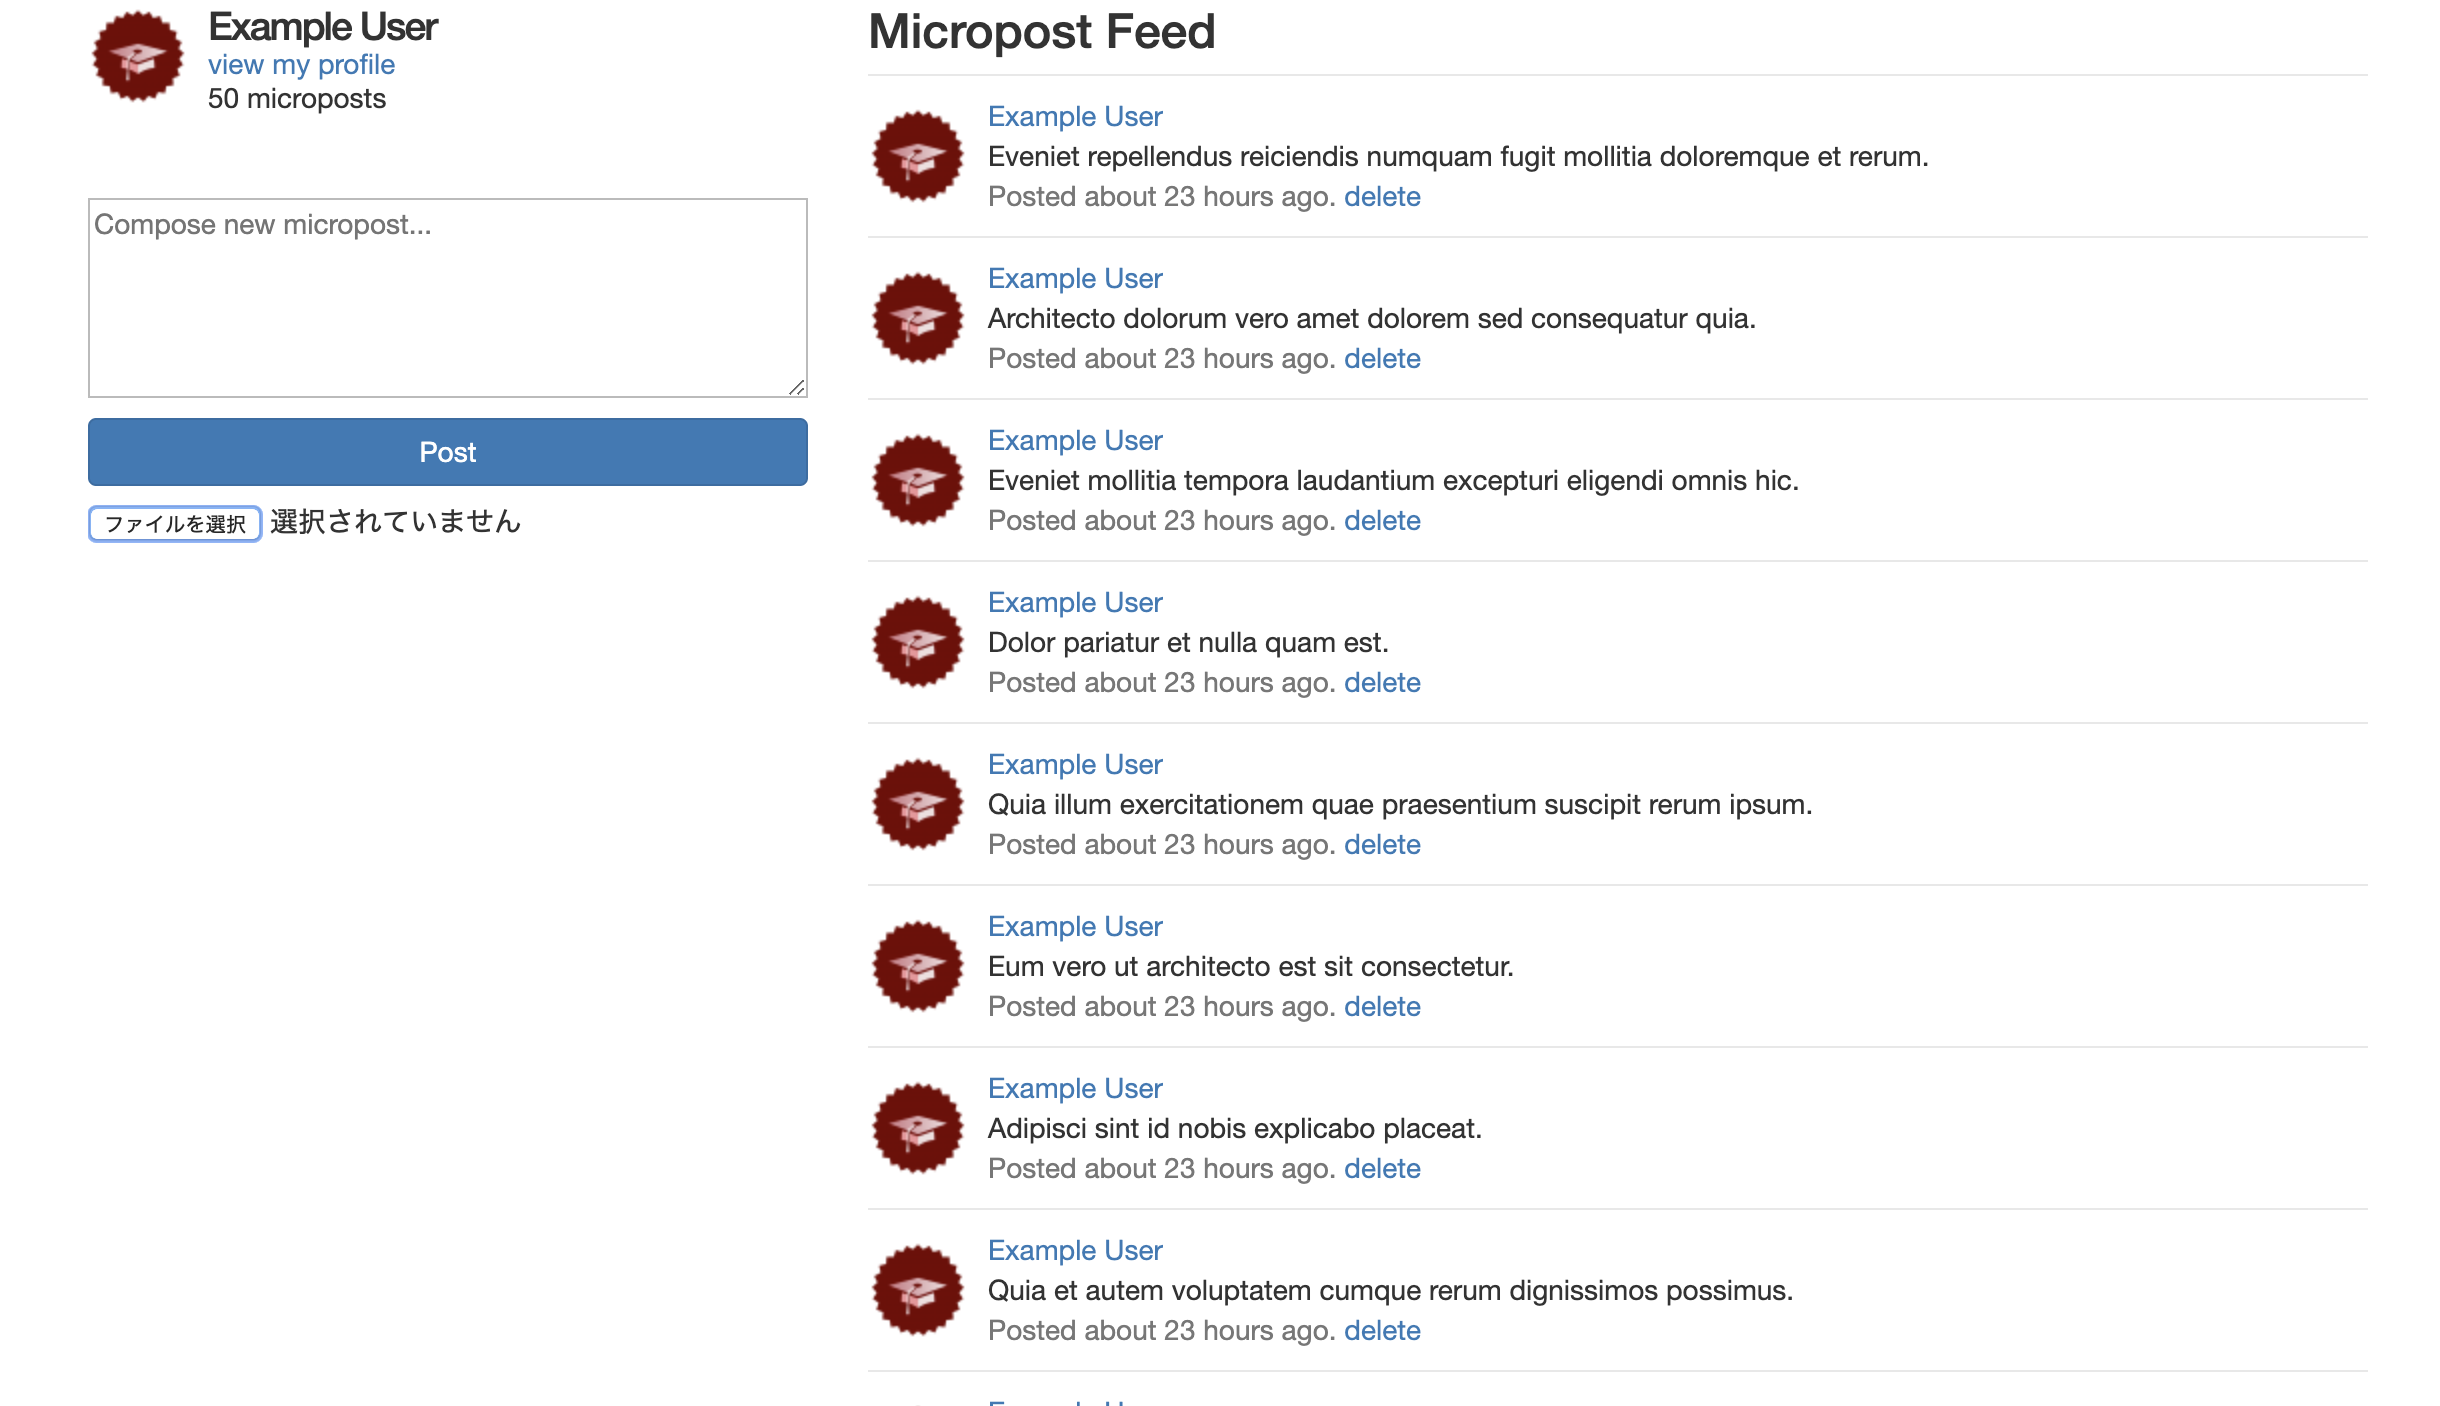 Example User
view my profile
50 microposts
Compose new micropost...
Post
ファイルを選択 選択されていません
Micropost Feed
Example User
Eveniet repellendus reiciendis numquam fugit mollitia doloremque et rerum.
Posted about 23 hours ago. delete
Example User
Architecto dolorum vero amet dolorem sed consequatur quia.
Posted about 23 hours ago. delete
Example User
Eveniet mollitia tempora laudantium excepturi eligendi omnis hic.
Posted about 23 hours ago. delete
Example User
Dolor pariatur et nulla quam est.
Posted about 23 hours ago. delete
Example User
Quia illum exercitationem quae praesentium suscipit rerum ipsum.
Posted about 23 hours ago. delete
Example User
Eum vero ut architecto est sit consectetur.
Posted about 23 hours ago. delete
Example User
Adipisci sint id nobis explicabo placeat.
Posted about 23 hours ago. delete
Example User
Quia et autem voluptatem cumque rerum dignissimos possimus.
Posted about 23 hours ago. delete